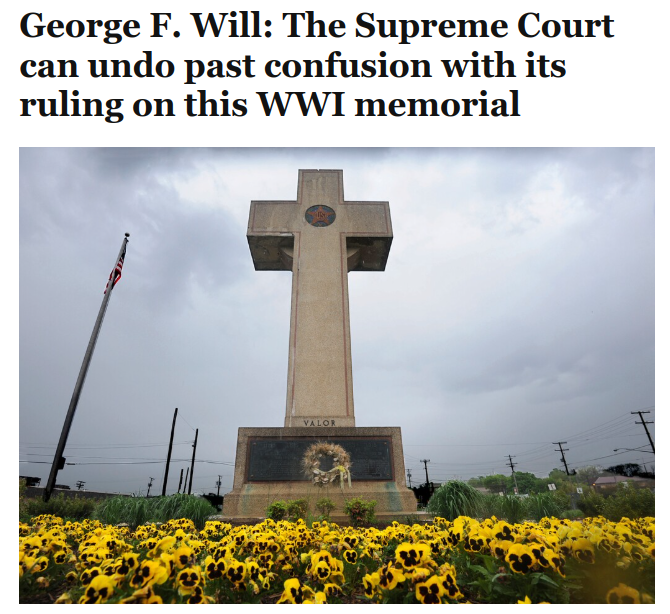 George F. Will: The Supreme Court
can undo past confusion with its
ruling on this WWI memorial
VALOR